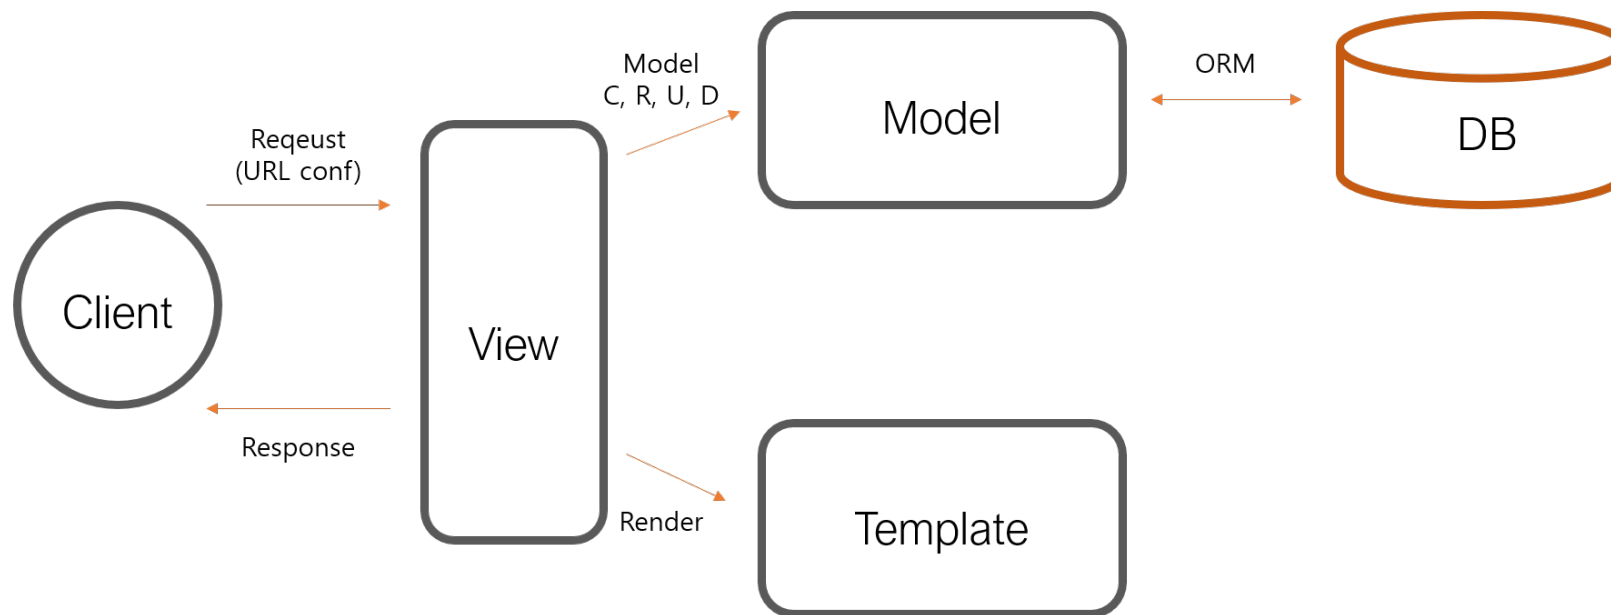 Model
C, R, U, D
Model
ORM
DB
Reqeust
(URL conf)
Client
View
Response
Render
Template